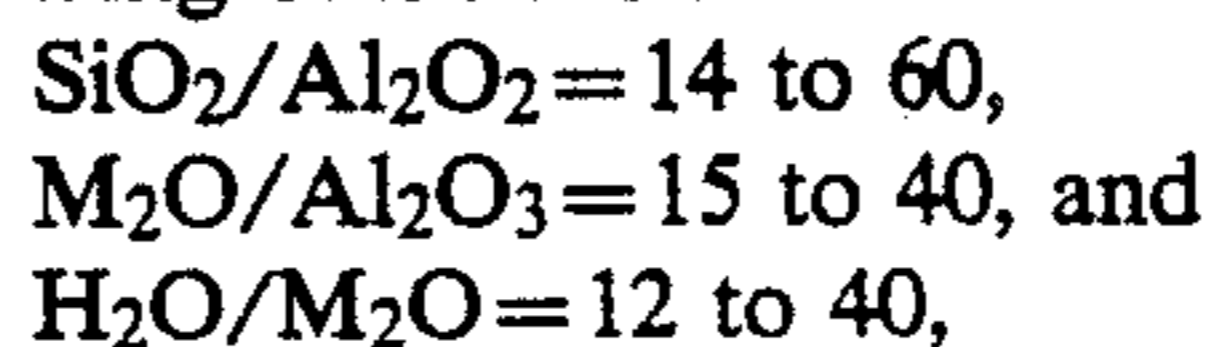 SiO₂/Al₂O₂=14 to 60,
M₂O/Al₂O₃=15 to 40, and
H₂O/M₂O=12 to 40,